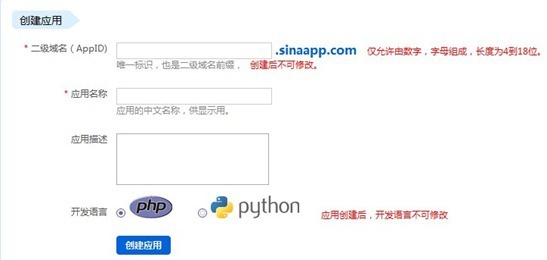 创建应用
* 二级域名（AppID） .sinaapp.com 仅允许由数字，字母组成，长度为4到18位。
唯一标识，也是二级域名前缀， 创建后不可修改。
* 应用名称
应用的中文名称，供显示用。
应用描述
开发语言 php python 应用创建后，开发语言不可修改
创建应用